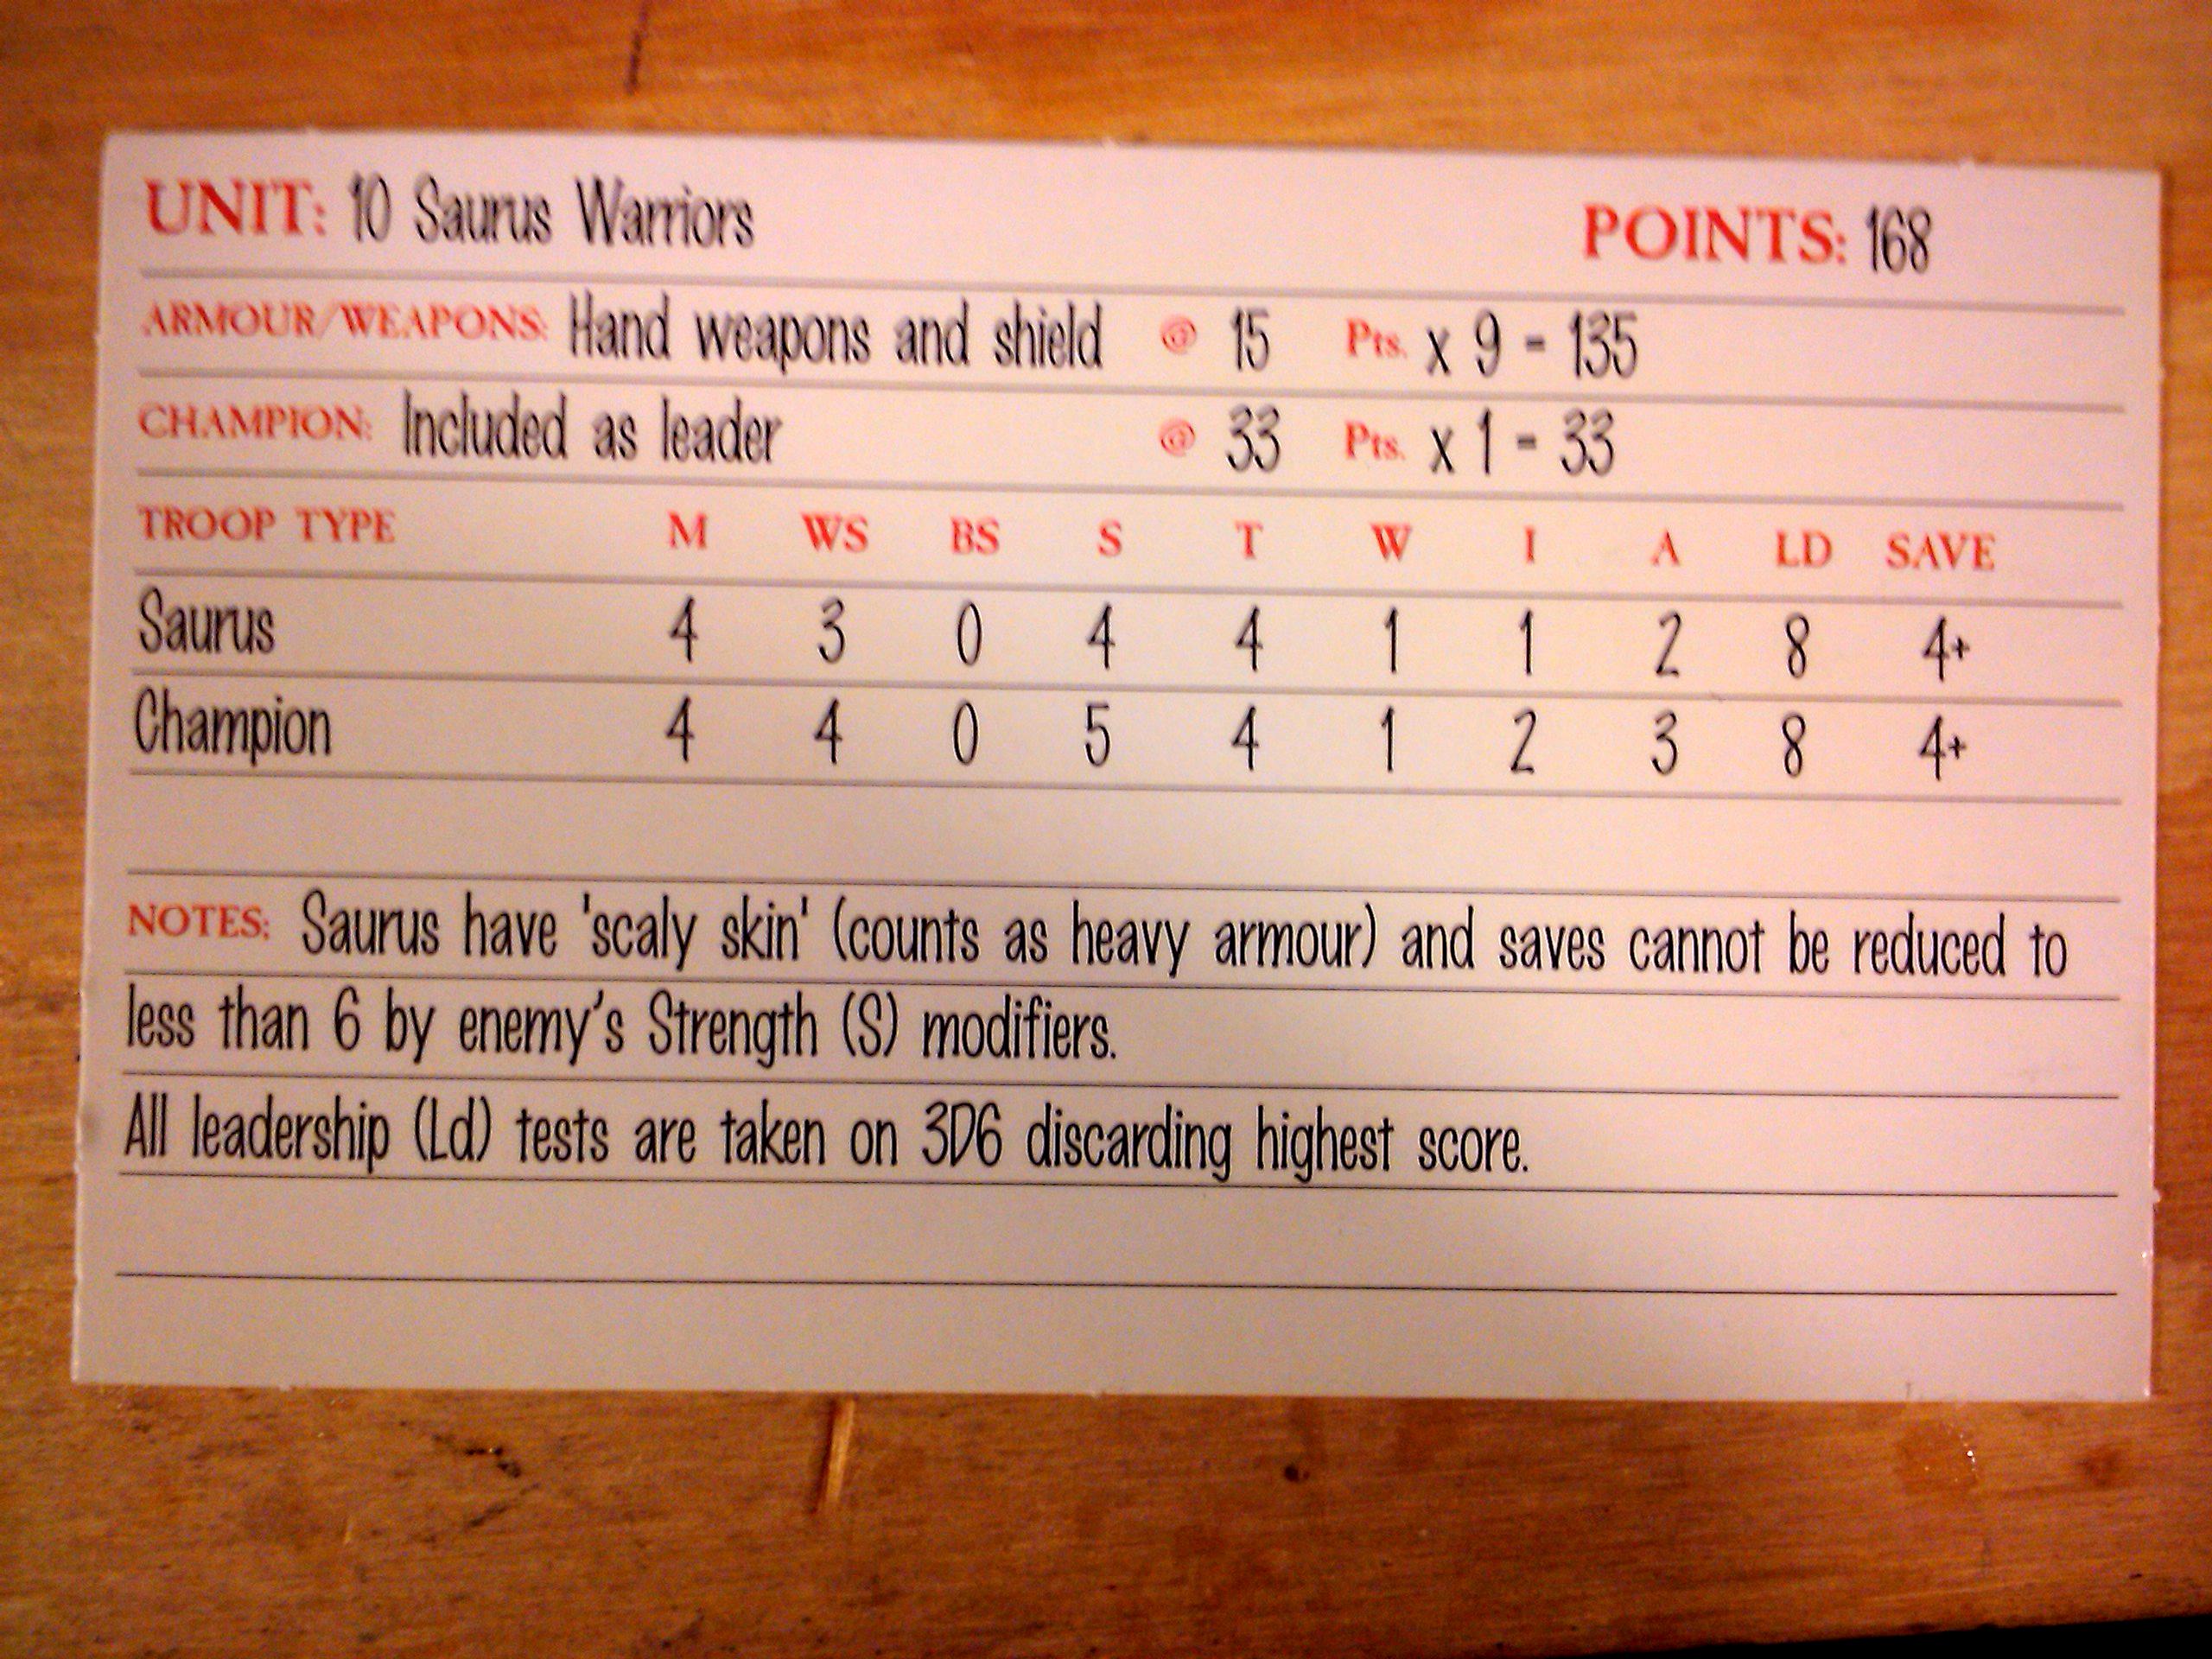 UNIT: 10 Saurus Warriors POINTS: 168
ARMOUR/WEAPONS: Hand weapons and shield @ 15 Pts. x 9 - 135
CHAMPION: Included as leader @ 33 Pts. x 1 - 33
TROOP TYPE M WS BS S T W I A LD SAVE
Saurus 4 3 0 4 4 1 1 2 8 4+
Champion 4 4 0 5 4 1 2 3 8 4+
NOTES: Saurus have 'scaly skin' (counts as heavy armour) and saves cannot be reduced to
less than 6 by enemy's Strength (S) modifiers.
All leadership (Ld) tests are taken on 3D6 discarding highest score.